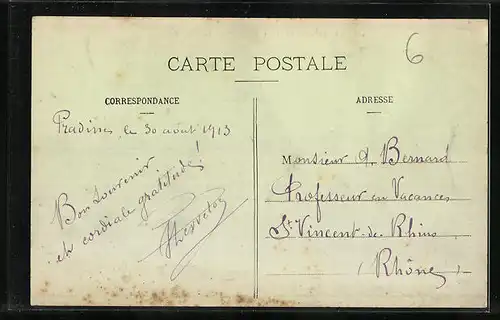 6
CARTE POSTALE
CORRESPONDANCE
ADRESSE
Pradines, le 30 août 1913
Bon souvenir
et cordiale gratitude!
Monsieur A. Bernard
Professeur en Vacances
St Vincent-de-Rhins
(Rhône)